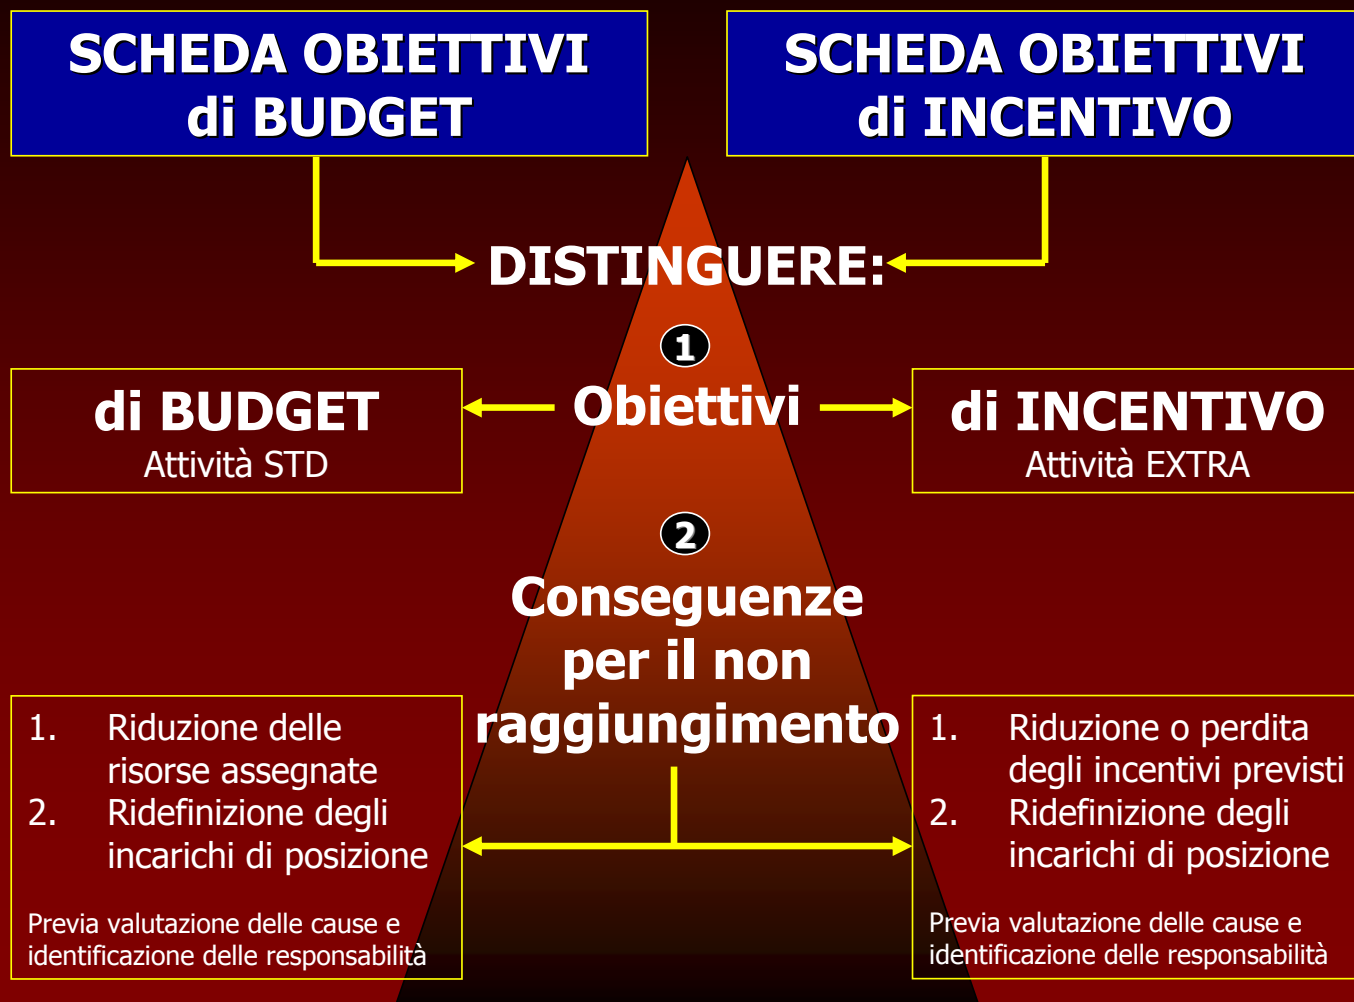 SCHEDA OBIETTIVI
di BUDGET
SCHEDA OBIETTIVI
di INCENTIVO
DISTINGUERE:
1
Obiettivi
di BUDGET
Attività STD
di INCENTIVO
Attività EXTRA
2
Conseguenze
per il non
raggiungimento
1. Riduzione delle
risorse assegnate
2. Ridefinizione degli
incarichi di posizione
Previa valutazione delle cause e
identificazione delle responsabilità
1. Riduzione o perdita
degli incentivi previsti
2. Ridefinizione degli
incarichi di posizione
Previa valutazione delle cause e
identificazione delle responsabilità